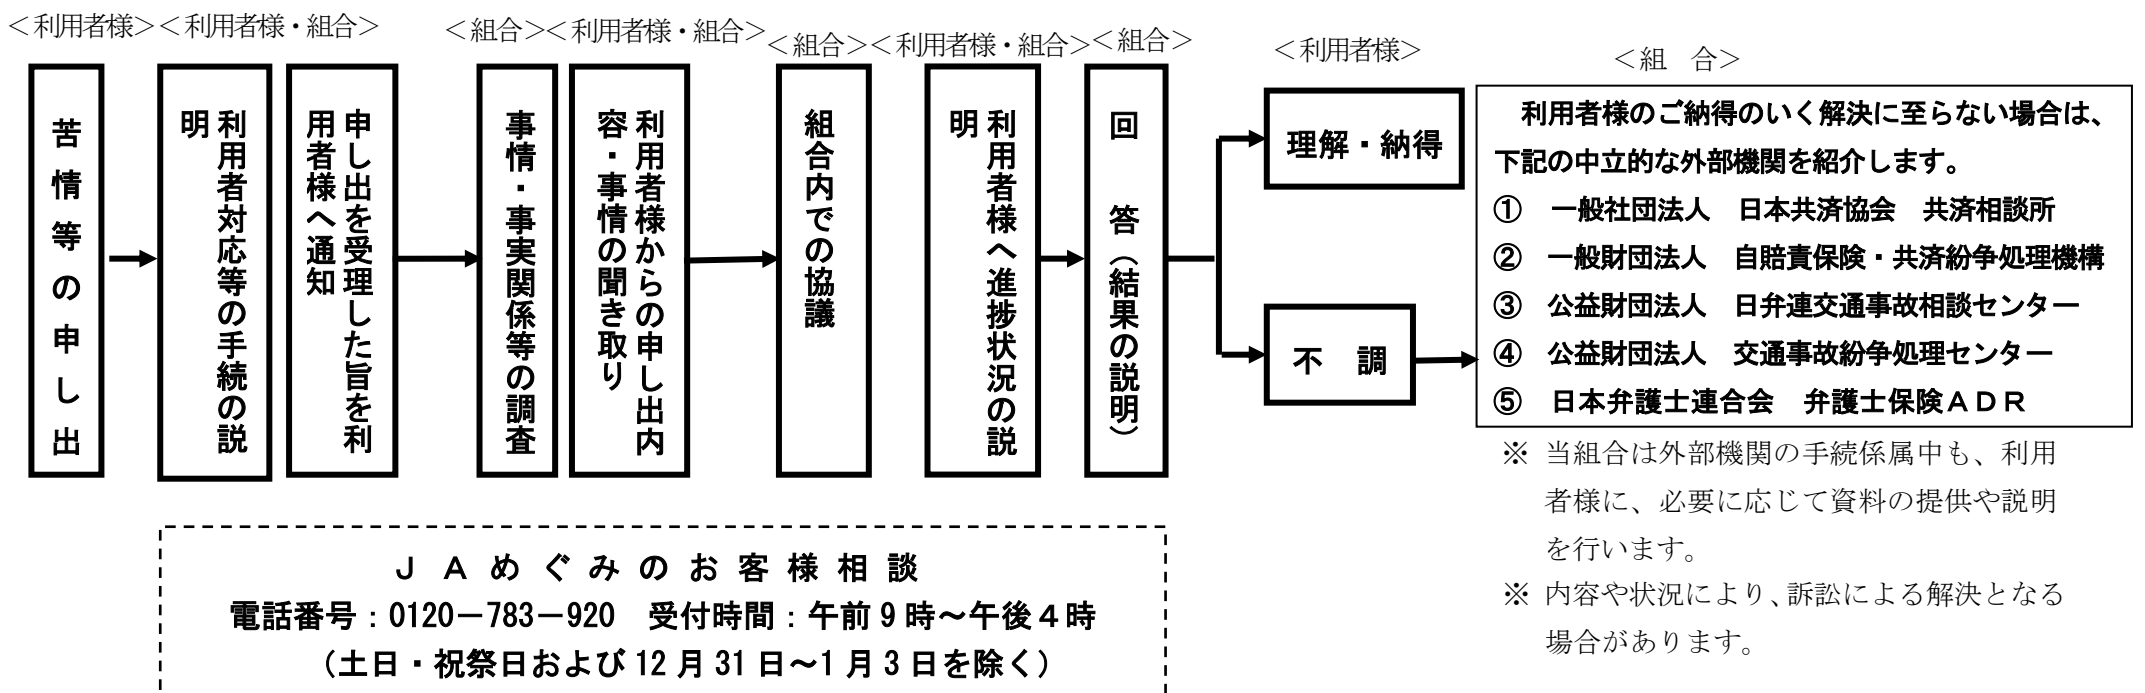 ＜利用者様＞＜利用者様・組合＞
＜組合＞＜利用者様・組合＞
＜組合＞＜利用者様・組合＞＜組合＞
＜利用者様＞
＜組　合＞
苦情等の申し出
利用者対応等の手続の説
明
申し出を受理した旨を利
用者様へ通知
事情・事実関係等の調査
利用者様からの申し出内
容・事情の聞き取り
組合内での協議
利用者様へ進捗状況の説
明
回　答（結果の説明）
理解・納得
不　調
利用者様のご納得のいく解決に至らない場合は、
下記の中立的な外部機関を紹介します。
①　一般社団法人　日本共済協会　共済相談所
②　一般財団法人　自賠責保険・共済紛争処理機構
③　公益財団法人　日弁連交通事故相談センター
④　公益財団法人　交通事故紛争処理センター
⑤　日本弁護士連合会　弁護士保険ＡＤＲ
※ 当組合は外部機関の手続係属中も、利用
者様に、必要に応じて資料の提供や説明
を行います。
※ 内容や状況により、訴訟による解決となる
場合があります。
ＪＡめぐみのお客様相談
電話番号：0120－783－920　受付時間：午前９時～午後４時
（土日・祝祭日および 12 月 31 日～1 月 3 日を除く）